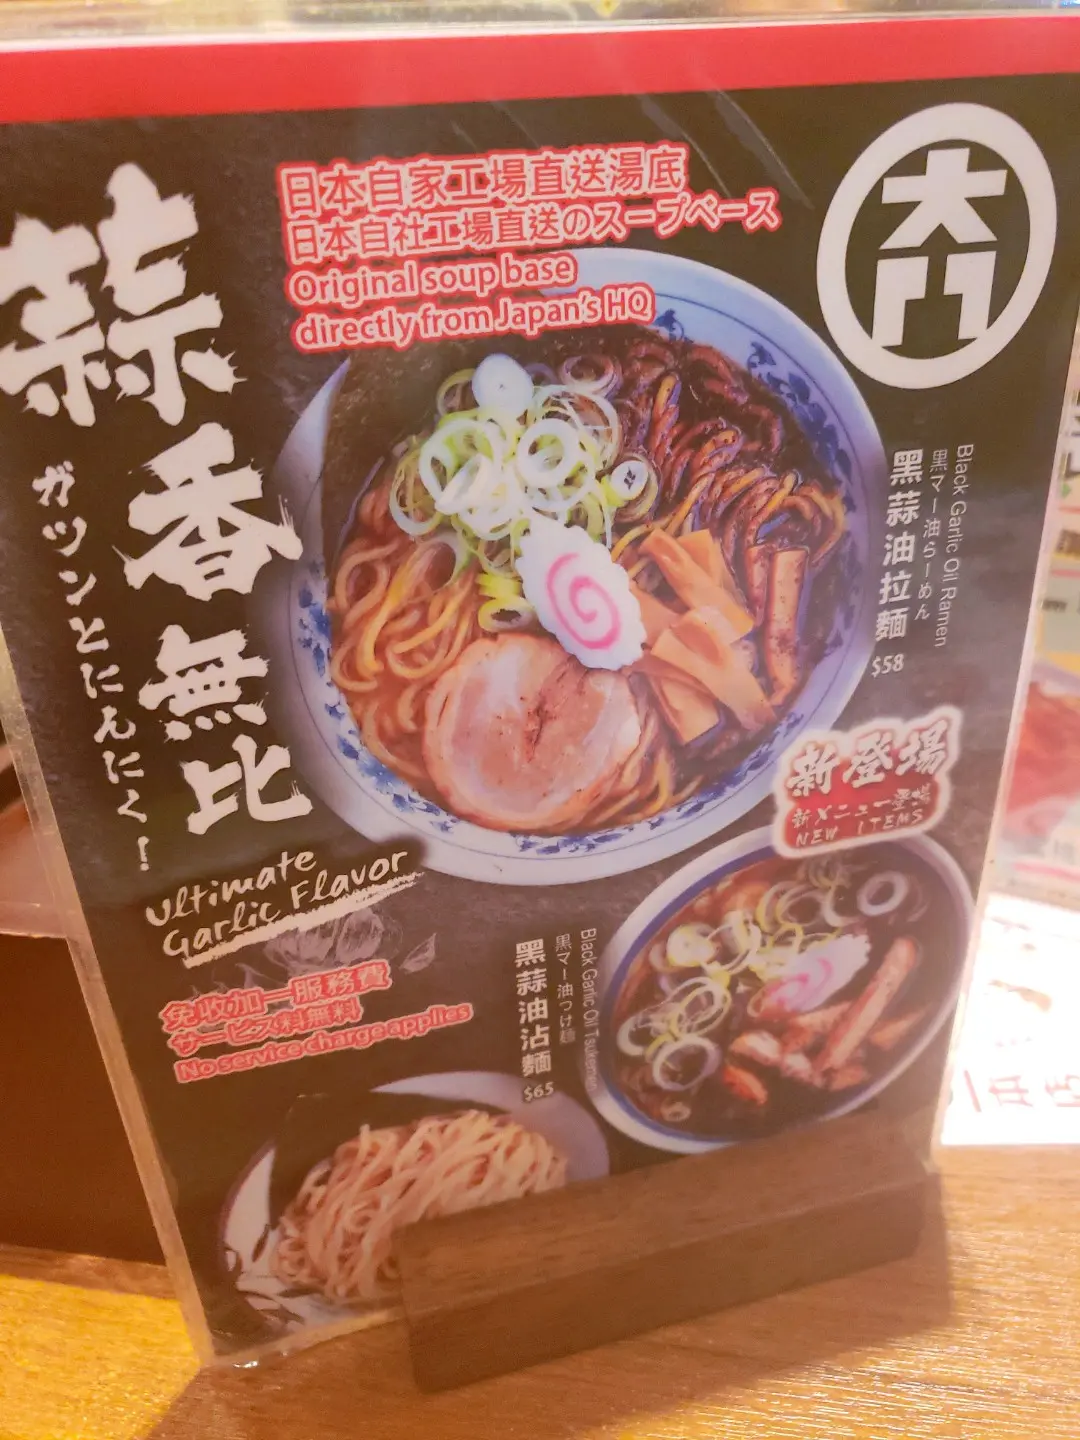 蒜香無比
ガツンとにんにく!
Ultimate
Garlic Flavor
日本自家工場直送湯底
日本自社工場直送のスープベース
Original soup base
directly from Japan's HQ
大
Black Garlic Oil Ramen
黒マー油らーめん
黑蒜油拉麵
$58
新登場
新メニュー登場
NEW ITEMS
免收加一服務費
サービス料無料
No service charge applies
Black Garlic Oil Tsukemen
黒マー油つけ麺
黑蒜油沾麵
$65